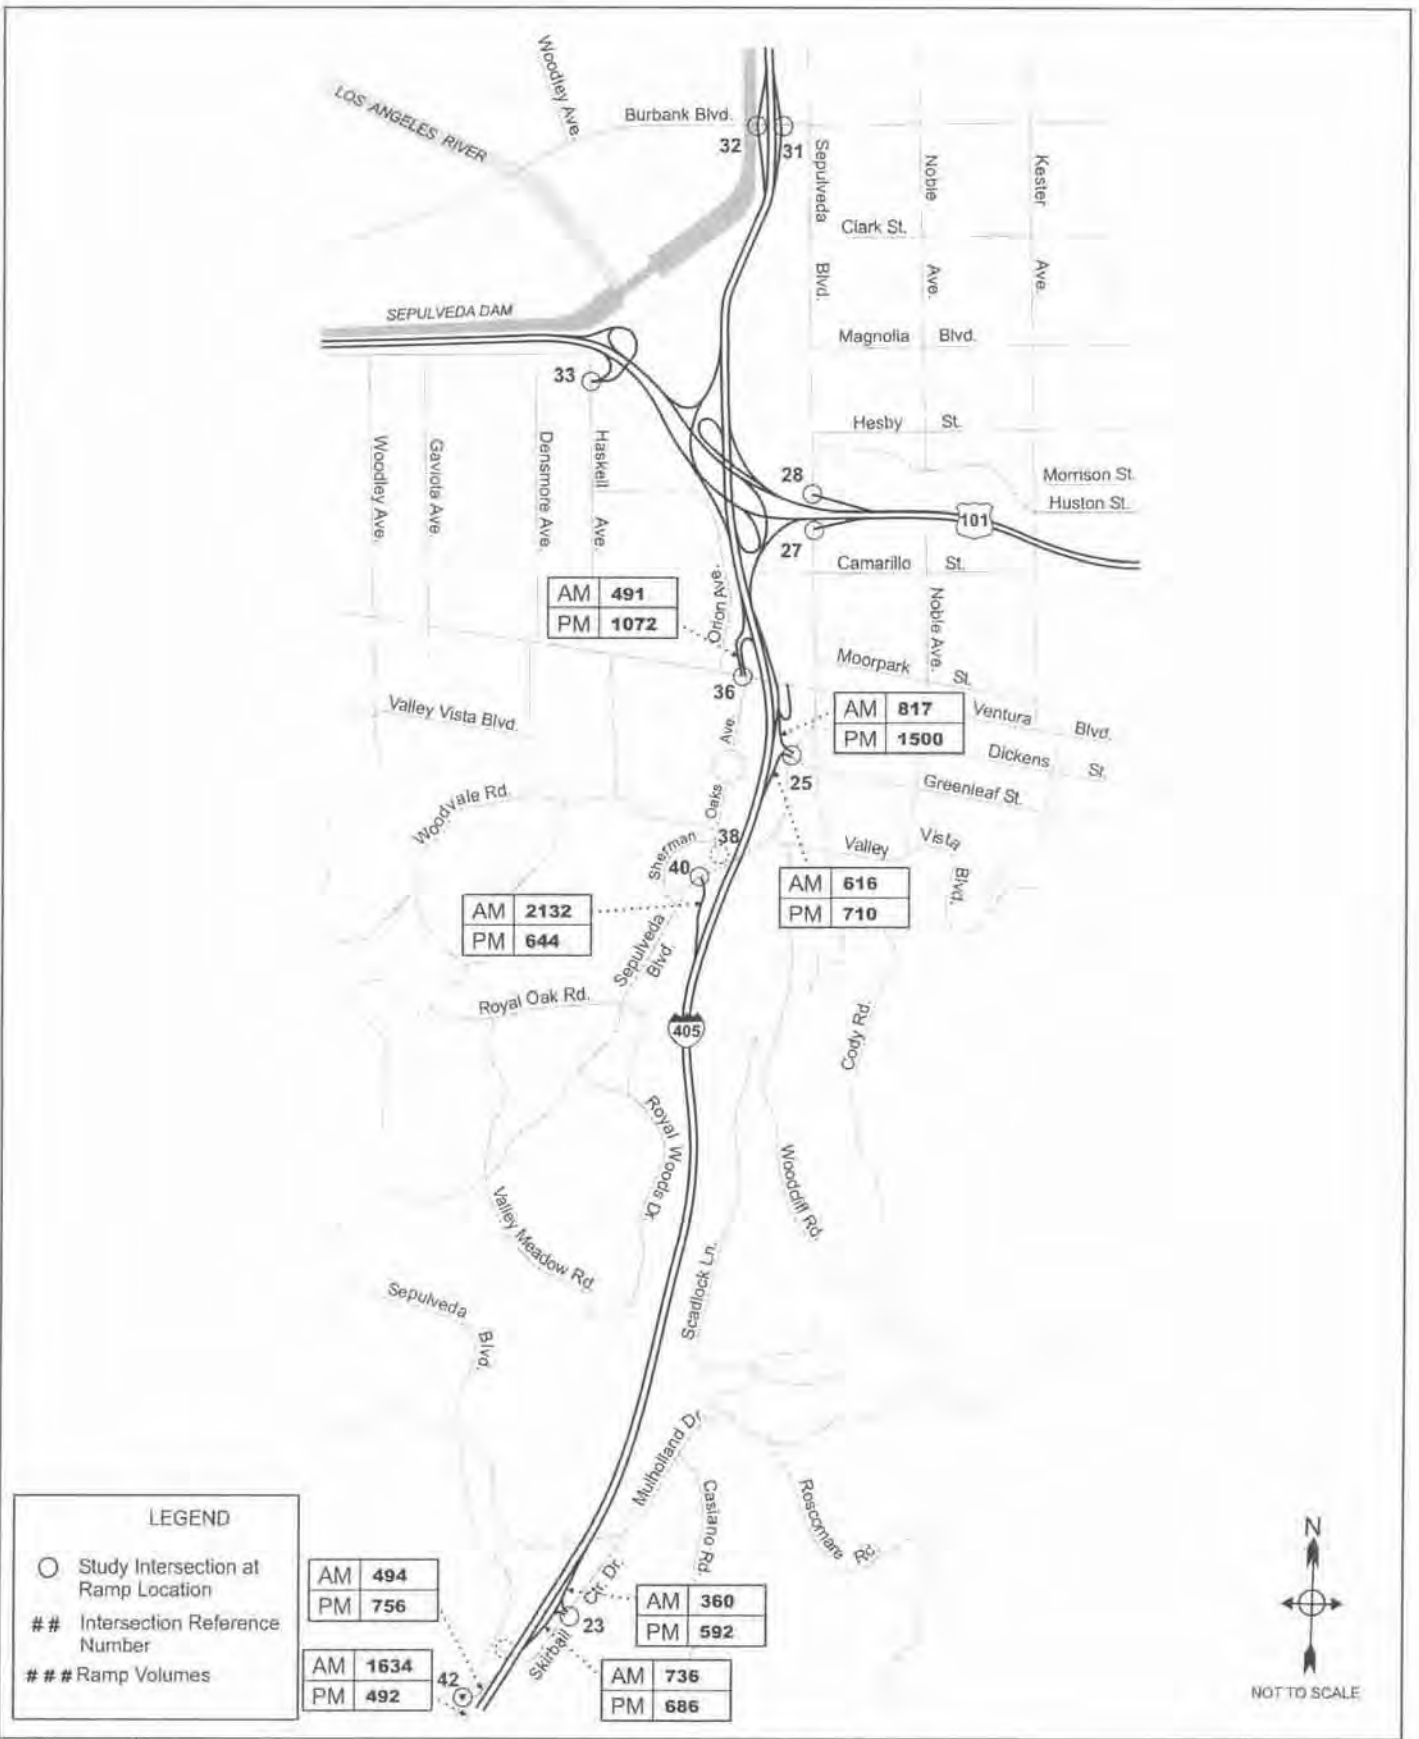 Woodley Ave.
LOS ANGELES RIVER
Burbank Blvd.
32
31
Sepulveda Blvd.
Noble Ave.
Kester Ave.
Clark St.
SEPULVEDA DAM
Magnolia Blvd.
33
Hesby St.
Woodley Ave.
Gaviota Ave.
Densmore Ave.
Haskell Ave.
28
Morrison St.
Huston St.
101
27
Camarillo St.
AM 491
PM 1072
Orion Ave.
Noble Ave.
Moorpark St.
36
Valley Vista Blvd.
AM 817
PM 1500
Ventura Blvd.
Dickens St.
25
Greenleaf St.
Woodvale Rd.
Sherman Oaks Ave.
38
40
Valley Vista Blvd.
AM 616
PM 710
AM 2132
PM 644
Sepulveda Blvd.
Royal Oak Rd.
405
Cody Rd.
Royal Woods Dr.
Woodcliff Rd.
Valley Meadow Rd.
Scadlock Ln.
Sepulveda Blvd.
Mulholland Dr.
Casiano Rd.
Roscomare Rd.
LEGEND
Study Intersection at
Ramp Location
## Intersection Reference
Number
### Ramp Volumes
AM 494
PM 756
AM 1634
PM 492
42
Skirball Ctr. Dr.
23
AM 360
PM 592
AM 736
PM 686
N
NOT TO SCALE